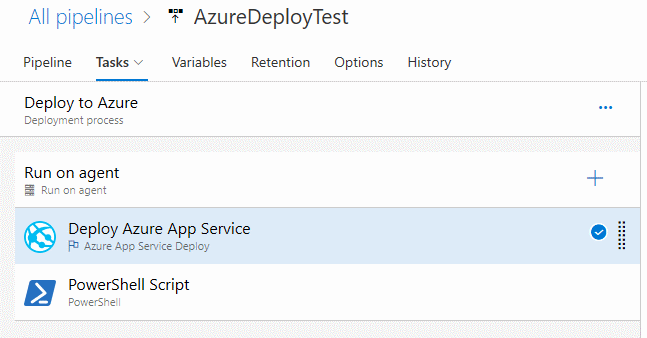 All pipelines > AzureDeployTest
Pipeline Tasks Variables Retention Options History
Deploy to Azure
Deployment process
Run on agent
Run on agent
Deploy Azure App Service
Azure App Service Deploy
PowerShell Script
PowerShell